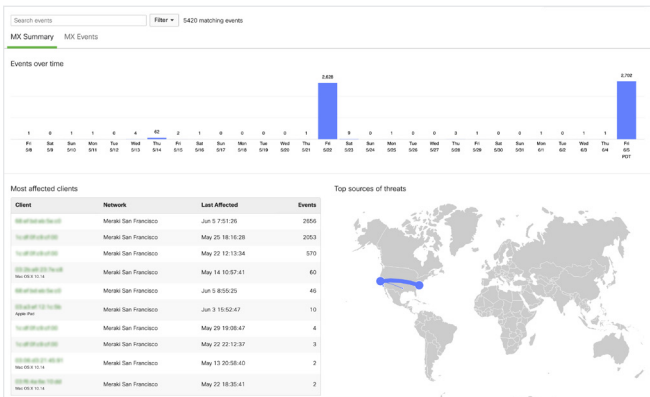 Search events
Filter
5420 matching events
MX Summary
MX Events
Events over time
1 0 1 1 0 4 62 2 1 0 0 0 1 2,628 0 1 0 0 3 1 0 0 1 0 1 1 2,702
Fri Sat Sun Mon Tue Wed Thu Fri Sat Sun Mon Tue Wed Thu Fri Sat Sun Mon Tue Wed Thu Fri Sat Sun Mon Tue Wed Thu Fri
5/8 5/9 5/10 5/11 5/12 5/13 5/14 5/15 5/16 5/17 5/18 5/19 5/20 5/21 5/22 5/23 5/24 5/25 5/26 5/27 5/28 5/29 5/30 5/31 6/1 6/2 6/3 6/4 6/5
PDT
Most affected clients
Top sources of threats
Client Network Last Affected Events
Meraki San Francisco Jun 5 7:51:26 2656
Meraki San Francisco May 25 18:16:28 2053
Meraki San Francisco May 22 12:13:34 570
Meraki San Francisco May 14 10:57:41 60
Mac OS X 10.14
Meraki San Francisco Jun 5 8:55:25 46
Meraki San Francisco Jun 3 15:52:47 10
Apple iPad
Meraki San Francisco May 29 19:08:47 4
Meraki San Francisco May 22 22:12:37 3
Meraki San Francisco May 13 20:58:40 2
Mac OS X 10.14
Meraki San Francisco May 22 18:35:41 2
Mac OS X 10.14